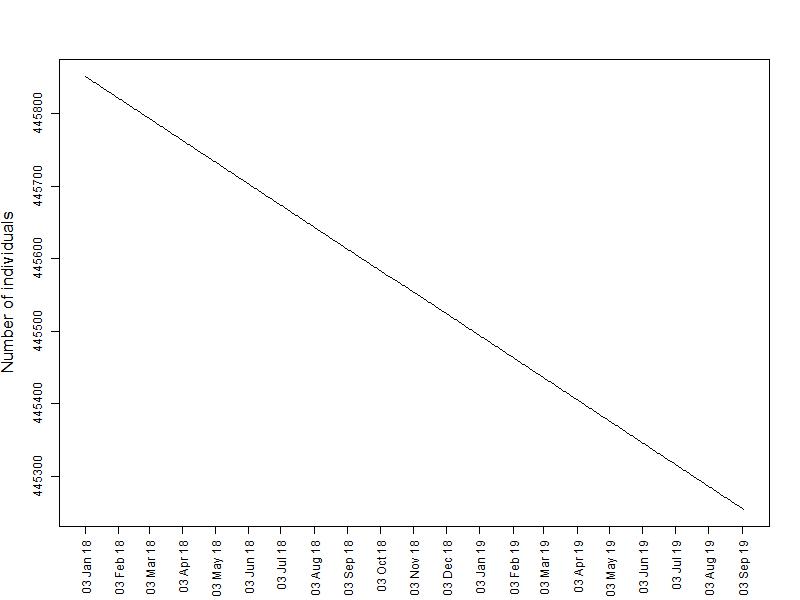 Number of individuals
445800
445700
445600
445500
445400
445300
03 Jan 18
03 Feb 18
03 Mar 18
03 Apr 18
03 May 18
03 Jun 18
03 Jul 18
03 Aug 18
03 Sep 18
03 Oct 18
03 Nov 18
03 Dec 18
03 Jan 19
03 Feb 19
03 Mar 19
03 Apr 19
03 May 19
03 Jun 19
03 Jul 19
03 Aug 19
03 Sep 19